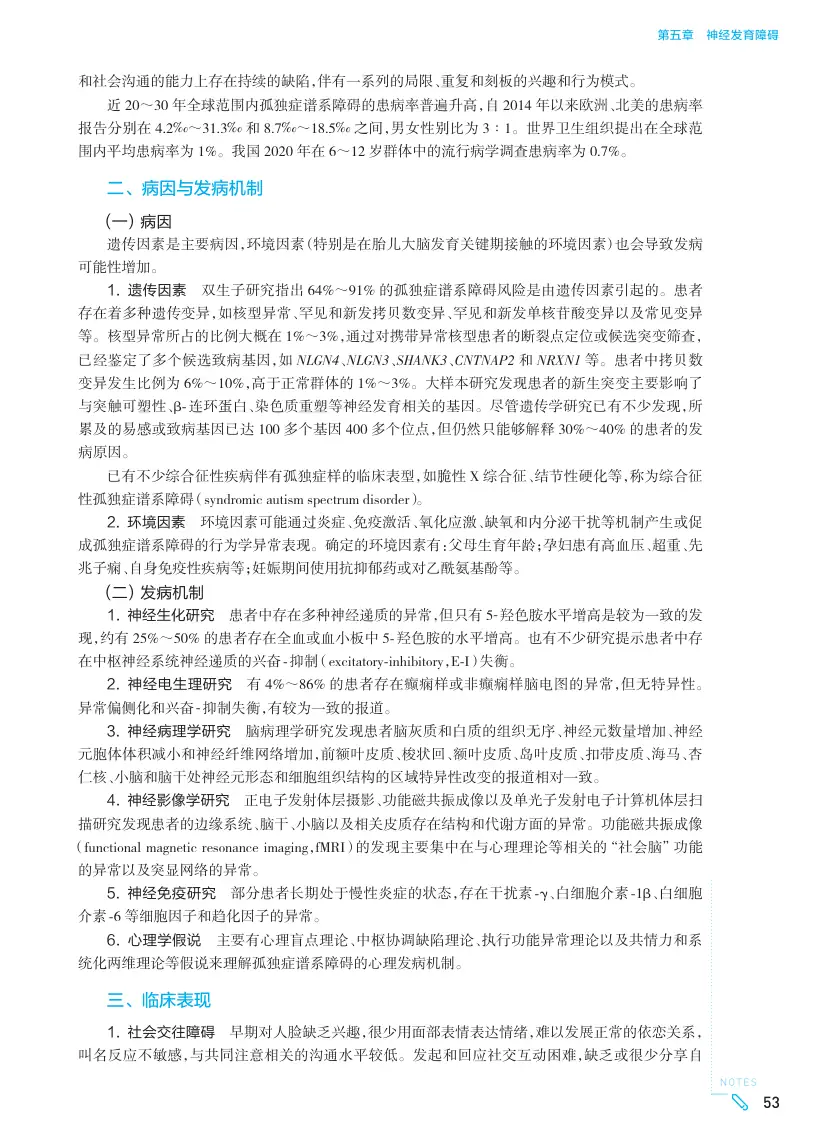 第五章 神经发育障碍
和社会沟通的能力上存在持续的缺陷,伴有一系列的局限、重复和刻板的兴趣和行为模式。
近 20～30 年全球范围内孤独症谱系障碍的患病率普遍升高,自 2014 年以来欧洲、北美的患病率
报告分别在 4.2‰～31.3‰ 和 8.7‰～18.5‰ 之间,男女性别比为 3∶1。世界卫生组织提出在全球范
围内平均患病率为 1%。我国 2020 年在 6～12 岁群体中的流行病学调查患病率为 0.7%。
二、病因与发病机制
(一)病因
遗传因素是主要病因,环境因素(特别是在胎儿大脑发育关键期接触的环境因素)也会导致发病
可能性增加。
1. 遗传因素 双生子研究指出 64%～91% 的孤独症谱系障碍风险是由遗传因素引起的。患者
存在着多种遗传变异,如核型异常、罕见和新发拷贝数变异、罕见和新发单核苷酸变异以及常见变异
等。核型异常所占的比例大概在 1%～3%,通过对携带异常核型患者的断裂点定位或候选突变筛查,
已经鉴定了多个候选致病基因,如 NLGN4、NLGN3、SHANK3、CNTNAP2 和 NRXN1 等。患者中拷贝数
变异发生比例为 6%～10%,高于正常群体的 1%～3%。大样本研究发现患者的新生突变主要影响了
与突触可塑性、β-连环蛋白、染色质重塑等神经发育相关的基因。尽管遗传学研究已有不少发现,所
累及的易感或致病基因已达 100 多个基因 400 多个位点,但仍然只能够解释 30%～40% 的患者的发
病原因。
已有不少综合征性疾病伴有孤独症样的临床表型,如脆性 X 综合征、结节性硬化等,称为综合征
性孤独症谱系障碍(syndromic autism spectrum disorder)。
2. 环境因素 环境因素可能通过炎症、免疫激活、氧化应激、缺氧和内分泌干扰等机制产生或促
成孤独症谱系障碍的行为学异常表现。确定的环境因素有:父母生育年龄;孕妇患有高血压、超重、先
兆子痫、自身免疫性疾病等;妊娠期间使用抗抑郁药或对乙酰氨基酚等。
(二)发病机制
1. 神经生化研究 患者中存在多种神经递质的异常,但只有 5-羟色胺水平增高是较为一致的发
现,约有 25%～50% 的患者存在全血或血小板中 5-羟色胺的水平增高。也有不少研究提示患者中存
在中枢神经系统神经递质的兴奋-抑制(excitatory-inhibitory,E-I)失衡。
2. 神经电生理研究 有 4%～86% 的患者存在癫痫样或非癫痫样脑电图的异常,但无特异性。
异常偏侧化和兴奋-抑制失衡,有较为一致的报道。
3. 神经病理学研究 脑病理学研究发现患者脑灰质和白质的组织无序、神经元数量增加、神经
元胞体体积减小和神经纤维网络增加,前额叶皮质、梭状回、额叶皮质、岛叶皮质、扣带皮质、海马、杏
仁核、小脑和脑干处神经元形态和细胞组织结构的区域特异性改变的报道相对一致。
4. 神经影像学研究 正电子发射体层摄影、功能磁共振成像以及单光子发射电子计算机体层扫
描研究发现患者的边缘系统、脑干、小脑以及相关皮质存在结构和代谢方面的异常。功能磁共振成像
(functional magnetic resonance imaging,fMRI)的发现主要集中在与心理理论等相关的“社会脑”功能
的异常以及突显网络的异常。
5. 神经免疫研究 部分患者长期处于慢性炎症的状态,存在干扰素-γ、白细胞介素-1β、白细胞
介素-6 等细胞因子和趋化因子的异常。
6. 心理学假说 主要有心理盲点理论、中枢协调缺陷理论、执行功能异常理论以及共情力和系
统化两维理论等假说来理解孤独症谱系障碍的心理发病机制。
三、临床表现
1. 社会交往障碍 早期对人脸缺乏兴趣,很少用面部表情表达情绪,难以发展正常的依恋关系,
叫名反应不敏感,与共同注意相关的沟通水平较低。发起和回应社交互动困难,缺乏或很少分享自
NOTES
53